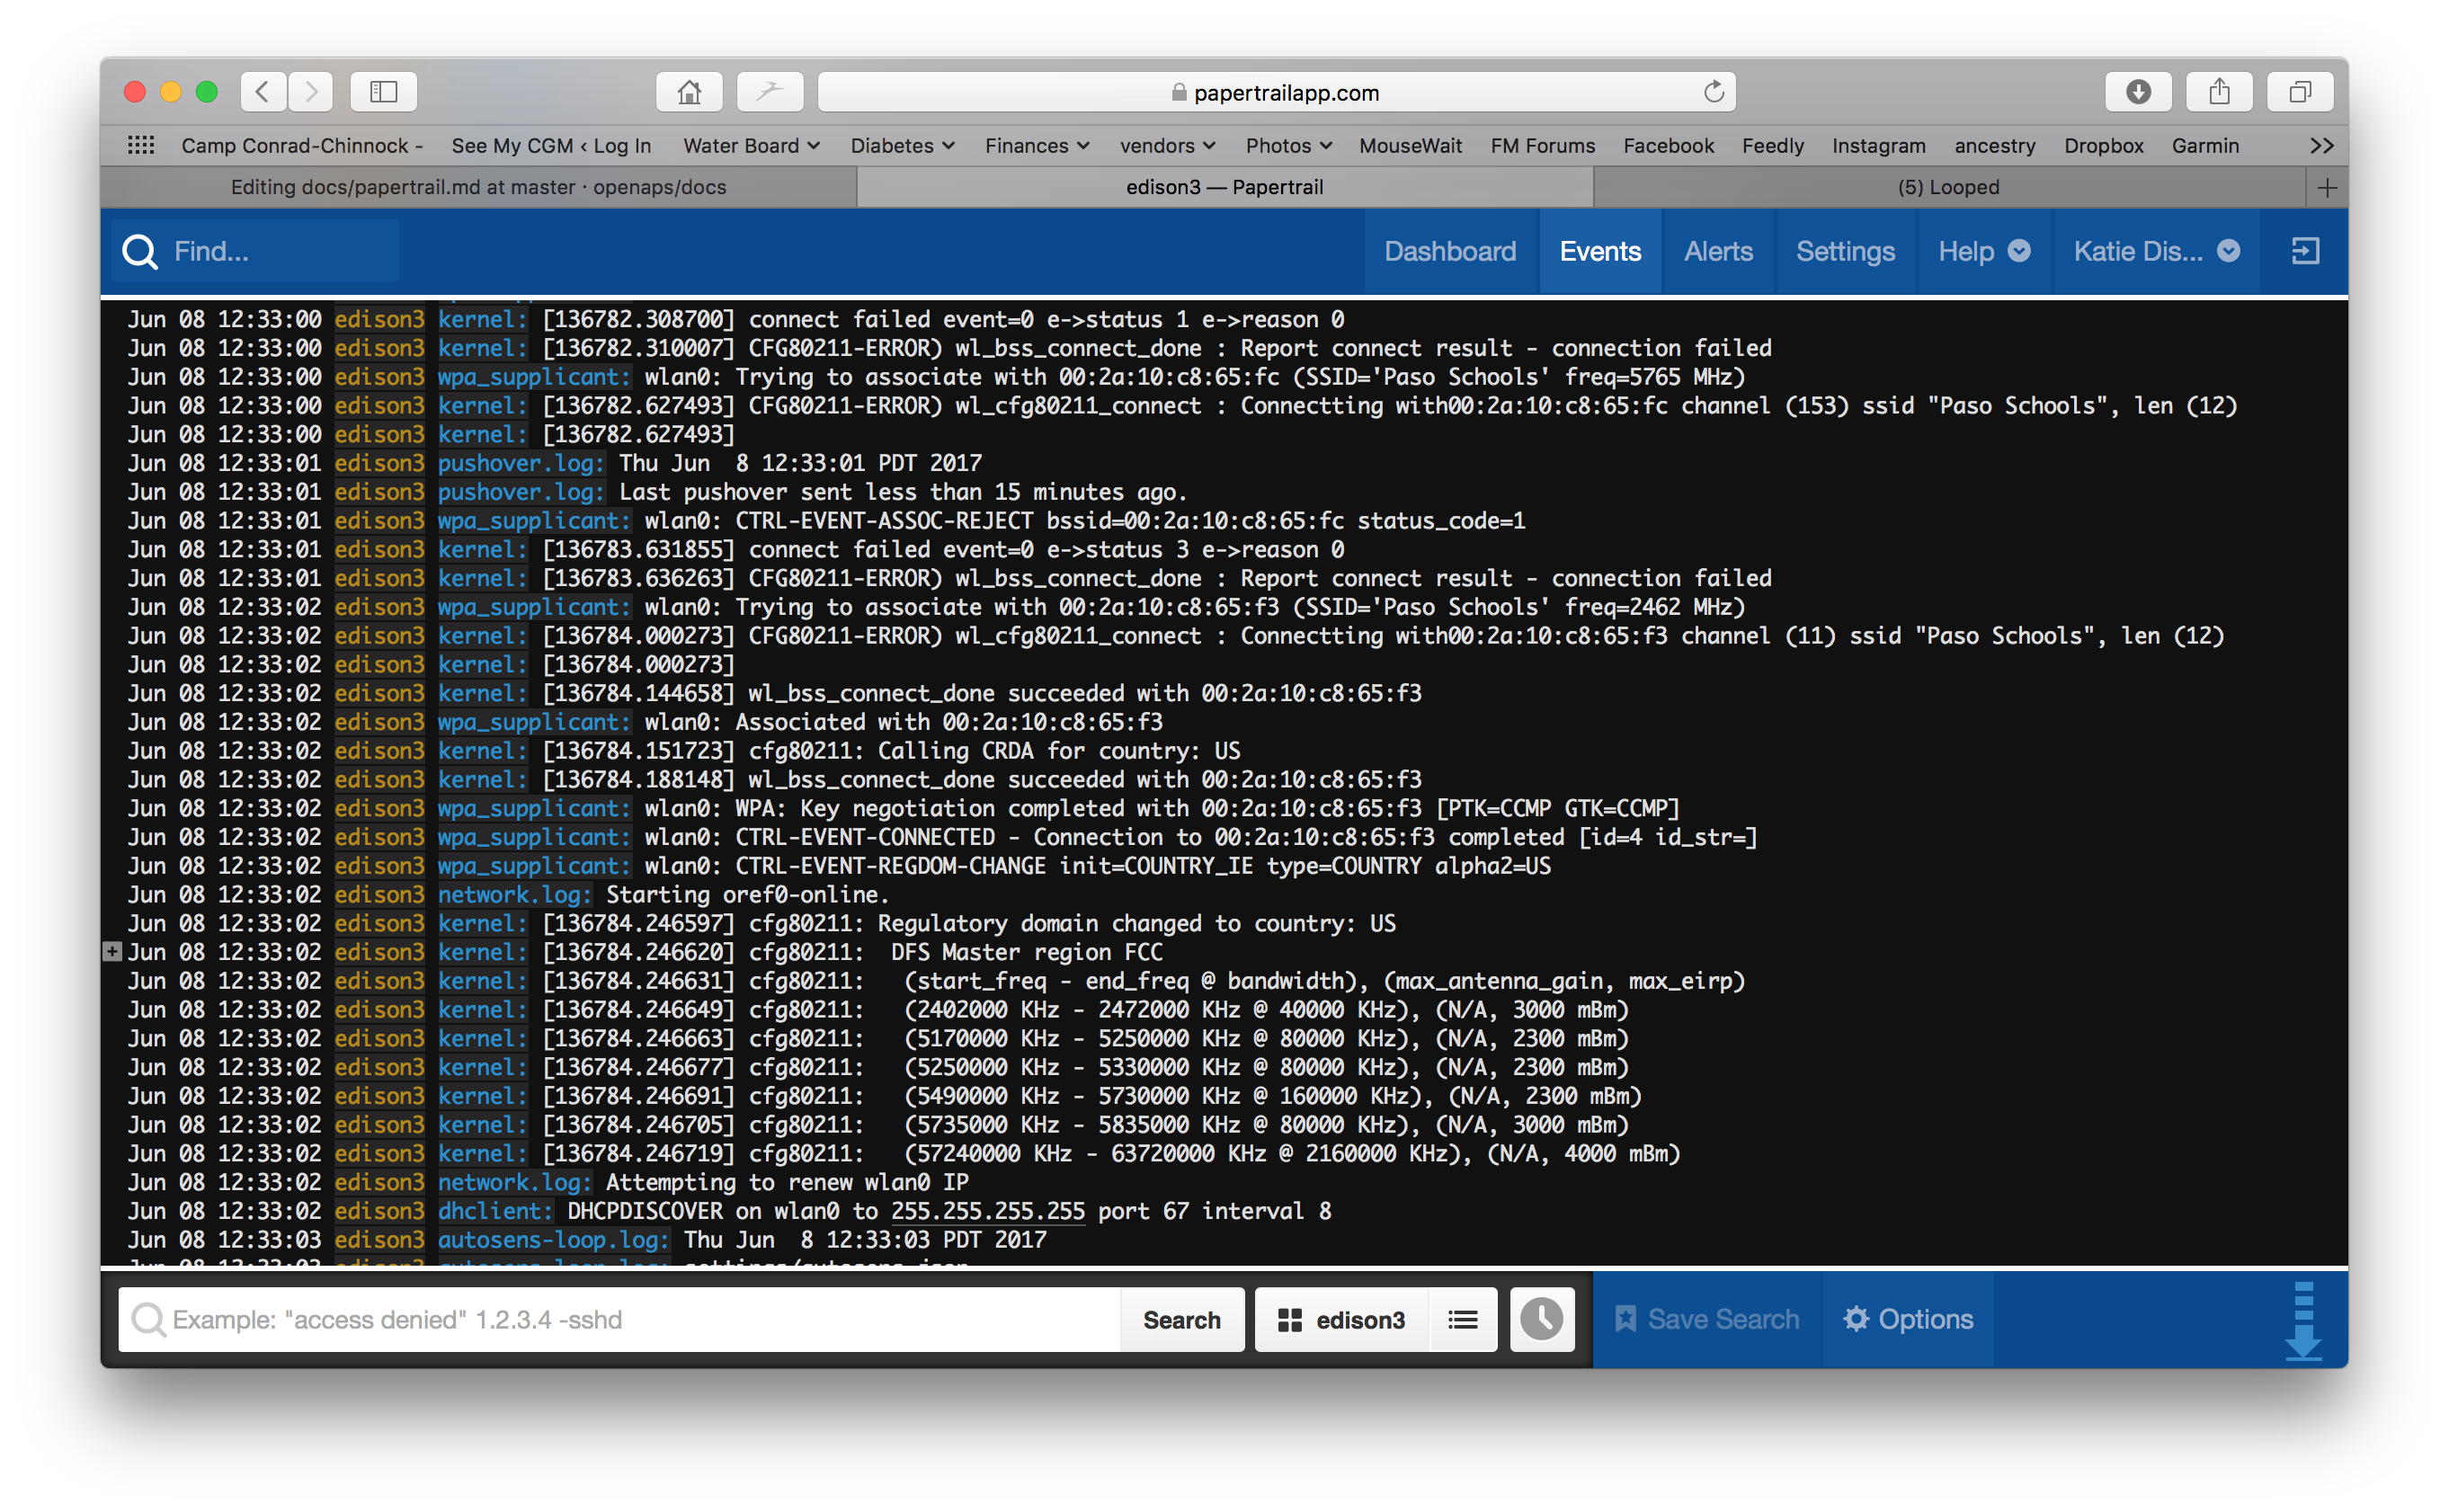 papertrailapp.com
Camp Conrad-Chinnock - See My CGM ‹ Log In Water Board Diabetes Finances vendors Photos MouseWait FM Forums Facebook Feedly Instagram ancestry Dropbox Garmin
Editing docs/papertrail.md at master · openaps/docs edison3 — Papertrail (5) Looped
Find... Dashboard Events Alerts Settings Help Katie Dis...
Jun 08 12:33:00 edison3 kernel: [136782.308700] connect failed event=0 e->status 1 e->reason 0
Jun 08 12:33:00 edison3 kernel: [136782.310007] CFG80211-ERROR) wl_bss_connect_done : Report connect result - connection failed
Jun 08 12:33:00 edison3 wpa_supplicant: wlan0: Trying to associate with 00:2a:10:c8:65:fc (SSID='Paso Schools' freq=5765 MHz)
Jun 08 12:33:00 edison3 kernel: [136782.627493] CFG80211-ERROR) wl_cfg80211_connect : Connectting with00:2a:10:c8:65:fc channel (153) ssid "Paso Schools", len (12)
Jun 08 12:33:00 edison3 kernel: [136782.627493]
Jun 08 12:33:01 edison3 pushover.log: Thu Jun  8 12:33:01 PDT 2017
Jun 08 12:33:01 edison3 pushover.log: Last pushover sent less than 15 minutes ago.
Jun 08 12:33:01 edison3 wpa_supplicant: wlan0: CTRL-EVENT-ASSOC-REJECT bssid=00:2a:10:c8:65:fc status_code=1
Jun 08 12:33:01 edison3 kernel: [136783.631855] connect failed event=0 e->status 3 e->reason 0
Jun 08 12:33:01 edison3 kernel: [136783.636263] CFG80211-ERROR) wl_bss_connect_done : Report connect result - connection failed
Jun 08 12:33:02 edison3 wpa_supplicant: wlan0: Trying to associate with 00:2a:10:c8:65:f3 (SSID='Paso Schools' freq=2462 MHz)
Jun 08 12:33:02 edison3 kernel: [136784.000273] CFG80211-ERROR) wl_cfg80211_connect : Connectting with00:2a:10:c8:65:f3 channel (11) ssid "Paso Schools", len (12)
Jun 08 12:33:02 edison3 kernel: [136784.000273]
Jun 08 12:33:02 edison3 kernel: [136784.144658] wl_bss_connect_done succeeded with 00:2a:10:c8:65:f3
Jun 08 12:33:02 edison3 wpa_supplicant: wlan0: Associated with 00:2a:10:c8:65:f3
Jun 08 12:33:02 edison3 kernel: [136784.151723] cfg80211: Calling CRDA for country: US
Jun 08 12:33:02 edison3 kernel: [136784.188148] wl_bss_connect_done succeeded with 00:2a:10:c8:65:f3
Jun 08 12:33:02 edison3 wpa_supplicant: wlan0: WPA: Key negotiation completed with 00:2a:10:c8:65:f3 [PTK=CCMP GTK=CCMP]
Jun 08 12:33:02 edison3 wpa_supplicant: wlan0: CTRL-EVENT-CONNECTED - Connection to 00:2a:10:c8:65:f3 completed [id=4 id_str=]
Jun 08 12:33:02 edison3 wpa_supplicant: wlan0: CTRL-EVENT-REGDOM-CHANGE init=COUNTRY_IE type=COUNTRY alpha2=US
Jun 08 12:33:02 edison3 network.log: Starting oref0-online.
Jun 08 12:33:02 edison3 kernel: [136784.246597] cfg80211: Regulatory domain changed to country: US
Jun 08 12:33:02 edison3 kernel: [136784.246620] cfg80211:  DFS Master region FCC
Jun 08 12:33:02 edison3 kernel: [136784.246631] cfg80211:   (start_freq - end_freq @ bandwidth), (max_antenna_gain, max_eirp)
Jun 08 12:33:02 edison3 kernel: [136784.246649] cfg80211:   (2402000 KHz - 2472000 KHz @ 40000 KHz), (N/A, 3000 mBm)
Jun 08 12:33:02 edison3 kernel: [136784.246663] cfg80211:   (5170000 KHz - 5250000 KHz @ 80000 KHz), (N/A, 2300 mBm)
Jun 08 12:33:02 edison3 kernel: [136784.246677] cfg80211:   (5250000 KHz - 5330000 KHz @ 80000 KHz), (N/A, 2300 mBm)
Jun 08 12:33:02 edison3 kernel: [136784.246691] cfg80211:   (5490000 KHz - 5730000 KHz @ 160000 KHz), (N/A, 2300 mBm)
Jun 08 12:33:02 edison3 kernel: [136784.246705] cfg80211:   (5735000 KHz - 5835000 KHz @ 80000 KHz), (N/A, 3000 mBm)
Jun 08 12:33:02 edison3 kernel: [136784.246719] cfg80211:   (57240000 KHz - 63720000 KHz @ 2160000 KHz), (N/A, 4000 mBm)
Jun 08 12:33:02 edison3 network.log: Attempting to renew wlan0 IP
Jun 08 12:33:02 edison3 dhclient: DHCPDISCOVER on wlan0 to 255.255.255.255 port 67 interval 8
Jun 08 12:33:03 edison3 autosens-loop.log: Thu Jun  8 12:33:03 PDT 2017
Example: "access denied" 1.2.3.4 -sshd Search edison3 Save Search Options